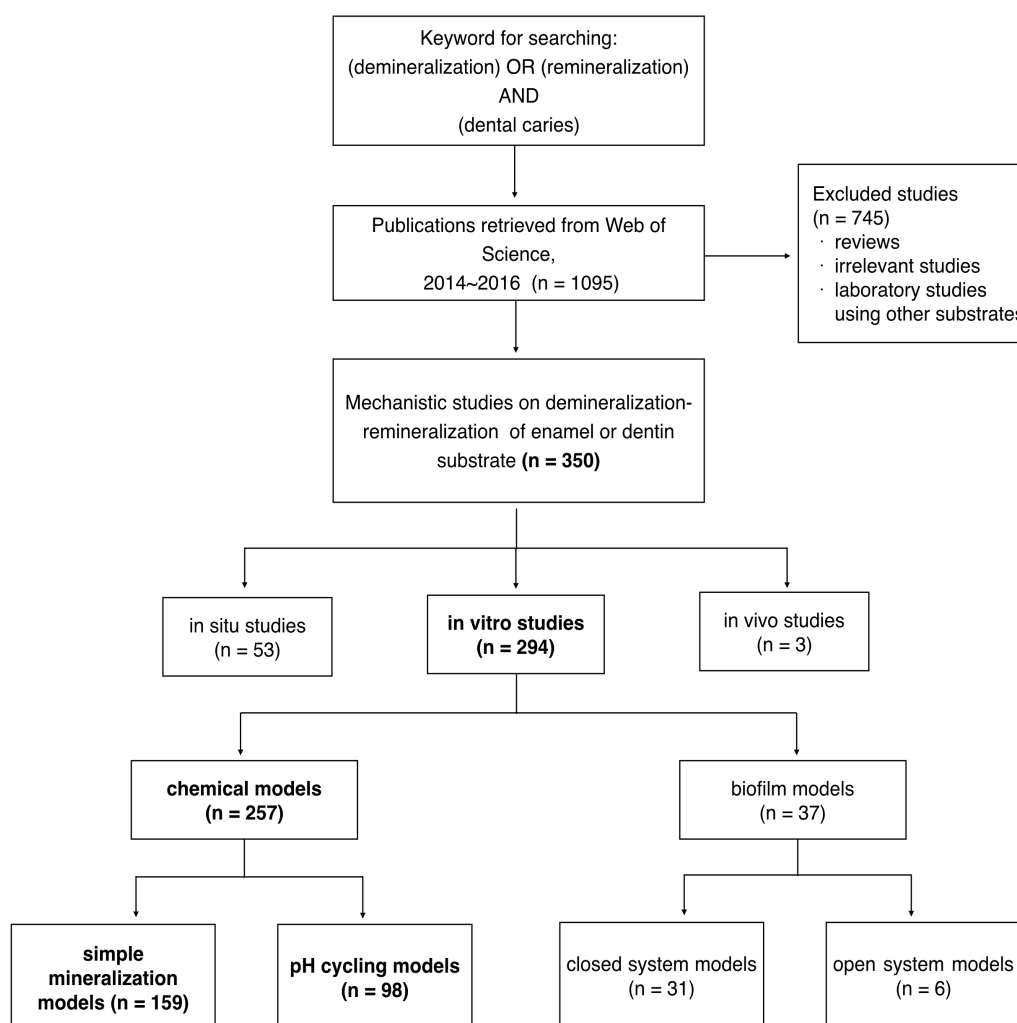 Keyword for searching:
(demineralization) OR (remineralization)
AND
(dental caries)
Publications retrieved from Web of
Science,
2014~2016 (n = 1095)
Excluded studies
(n = 745)
· reviews
· irrelevant studies
· laboratory studies
using other substrates
Mechanistic studies on demineralization-
remineralization of enamel or dentin
substrate (n = 350)
in situ studies
(n = 53)
in vitro studies
(n = 294)
in vivo studies
(n = 3)
chemical models
(n = 257)
biofilm models
(n = 37)
simple
mineralization
models (n = 159)
pH cycling models
(n = 98)
closed system models
(n = 31)
open system models
(n = 6)